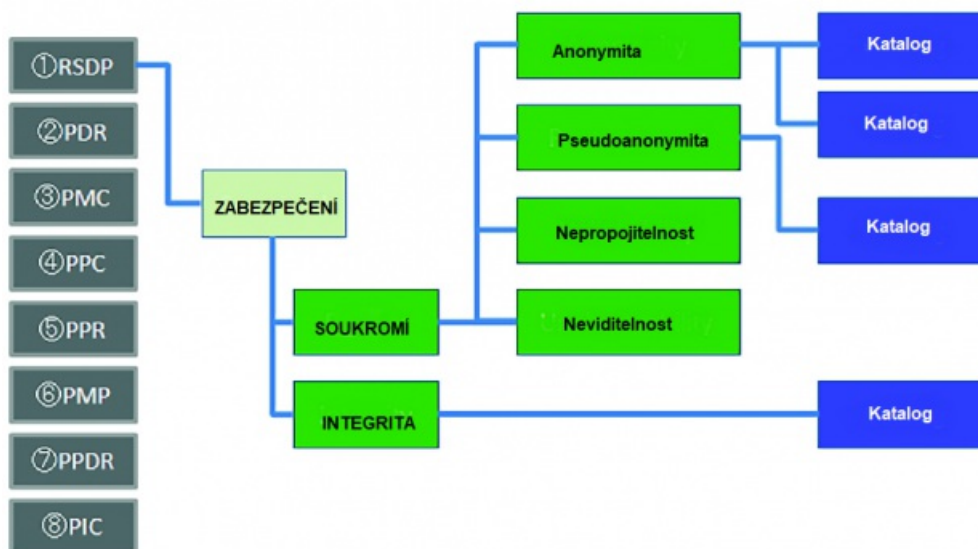 ①RSDP
②PDR
③PMC
④PPC
⑤PPR
⑥PMP
⑦PPDR
⑧PIC
ZABEZPEČENÍ
SOUKROMÍ
INTEGRITA
Anonymita
Pseudoanonymita
Nepropojitelnost
Neviditelnost
Katalog
Katalog
Katalog
Katalog